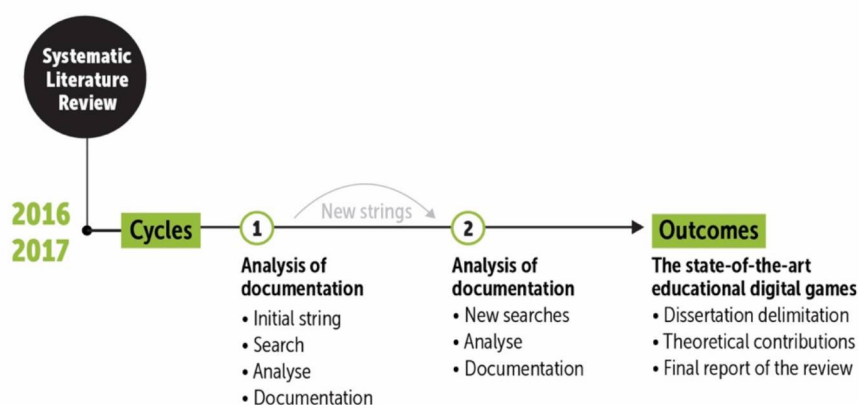 Systematic
Literature
Review
2016
2017
Cycles
1
New strings
2
Outcomes
Analysis of
documentation
• Initial string
• Search
• Analyse
• Documentation
Analysis of
documentation
• New searches
• Analyse
• Documentation
The state-of-the-art
educational digital games
• Dissertation delimitation
• Theoretical contributions
• Final report of the review